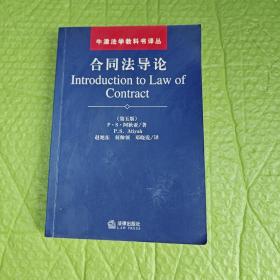 牛津法学教科书译丛
合同法导论
Introduction to Law of
Contract
（第五版）
P·S·阿狄亚/著
P.S. Atiyah
赵旭东 何帅领 邓晓霞/译
法律出版社
LAW PRESS